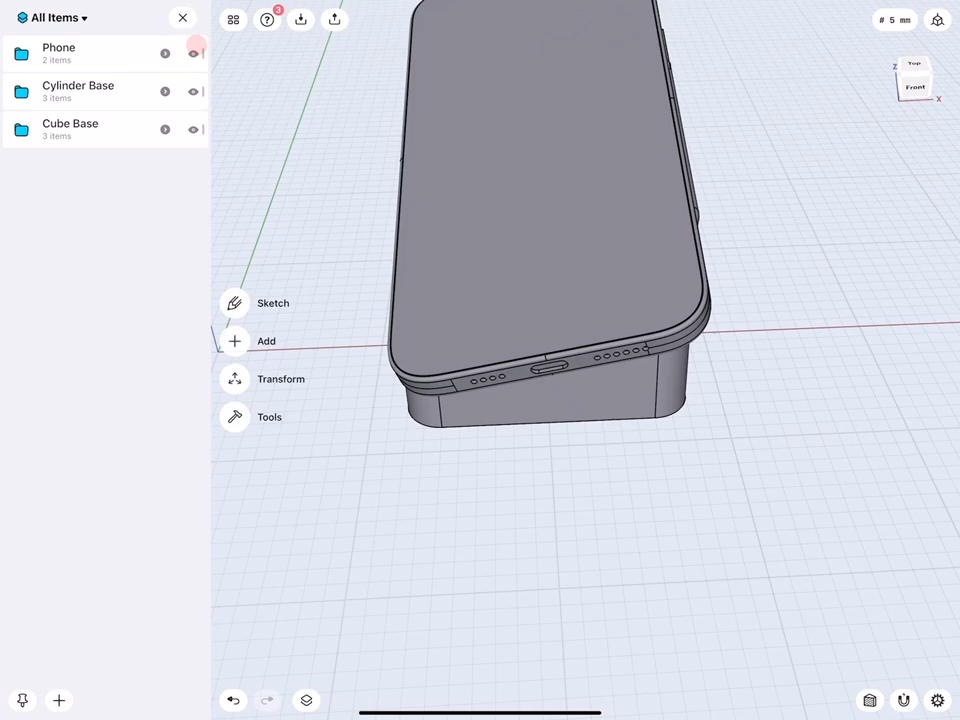 All Items
3
# 5 mm
Phone
2 items
Cylinder Base
3 items
Cube Base
3 items
Z
Top
Front
X
Sketch
Add
Transform
Tools